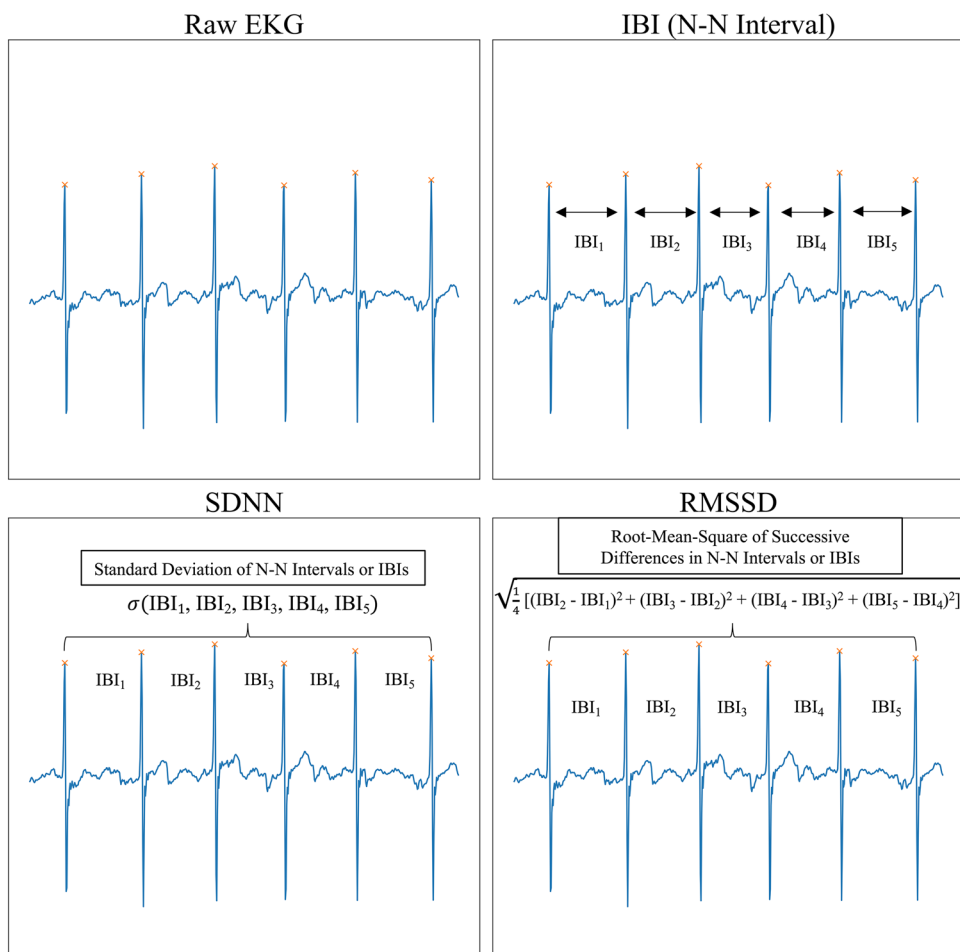 Raw EKG
IBI (N-N Interval)
IBI₁ IBI₂ IBI₃ IBI₄ IBI₅
SDNN
Standard Deviation of N-N Intervals or IBIs
σ(IBI₁, IBI₂, IBI₃, IBI₄, IBI₅)
IBI₁ IBI₂ IBI₃ IBI₄ IBI₅
RMSSD
Root-Mean-Square of Successive
Differences in N-N Intervals or IBIs
√¼ [(IBI₂ - IBI₁)² + (IBI₃ - IBI₂)² + (IBI₄ - IBI₃)² + (IBI₅ - IBI₄)²]
IBI₁ IBI₂ IBI₃ IBI₄ IBI₅